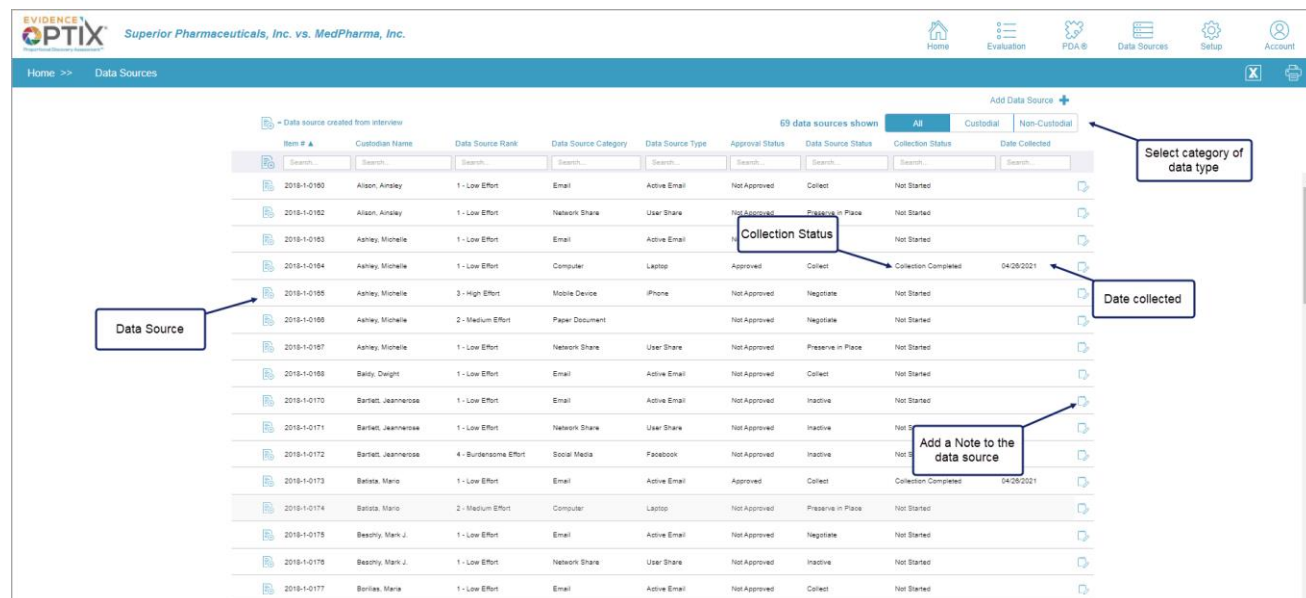 EVIDENCE
OPTIX
Proportional Discovery Assessment
Superior Pharmaceuticals, Inc. vs. MedPharma, Inc.
Home Evaluation PDA ® Data Sources Setup Account
Home >> Data Sources
Add Data Source
= Data source created from interview 69 data sources shown All Custodial Non-Custodial
Select category of
data type
Item # ▲ Custodian Name Data Source Rank Data Source Category Data Source Type Approval Status Data Source Status Collection Status Date Collected
Search... Search... Search... Search... Search... Search... Search... Search... Search...
2018-1-0160 Alison, Ainsley 1 - Low Effort Email Active Email Not Approved Collect Not Started
2018-1-0162 Alison, Ainsley 1 - Low Effort Network Share User Share Not Approved Preserve in Place Not Started
Collection Status
2018-1-0163 Ashley, Michelle 1 - Low Effort Email Active Email Not Started
2018-1-0164 Ashley, Michelle 1 - Low Effort Computer Laptop Approved Collect Collection Completed 04/26/2021
2018-1-0165 Ashley, Michelle 3 - High Effort Mobile Device iPhone Not Approved Negotiate Not Started
Date collected
Data Source
2018-1-0166 Ashley, Michelle 2 - Medium Effort Paper Document Not Approved Negotiate Not Started
2018-1-0167 Ashley, Michelle 1 - Low Effort Network Share User Share Not Approved Preserve in Place Not Started
2018-1-0168 Baldy, Dwight 1 - Low Effort Email Active Email Not Approved Collect Not Started
2018-1-0170 Bartlett, Jeannerose 1 - Low Effort Email Active Email Not Approved Inactive Not Started
2018-1-0171 Bartlett, Jeannerose 1 - Low Effort Network Share User Share Not Approved Inactive Not S
Add a Note to the
data source
2018-1-0172 Bartlett, Jeannerose 4 - Burdensome Effort Social Media Facebook Not Approved Inactive Not S
2018-1-0173 Batista, Mario 1 - Low Effort Email Active Email Approved Collect Collection Completed 04/26/2021
2018-1-0174 Batista, Mario 2 - Medium Effort Computer Laptop Not Approved Preserve in Place Not Started
2018-1-0175 Beschly, Mark J. 1 - Low Effort Email Active Email Not Approved Negotiate Not Started
2018-1-0176 Beschly, Mark J. 1 - Low Effort Network Share User Share Not Approved Inactive Not Started
2018-1-0177 Borilias, Maria 1 - Low Effort Email Active Email Not Approved Collect Not Started